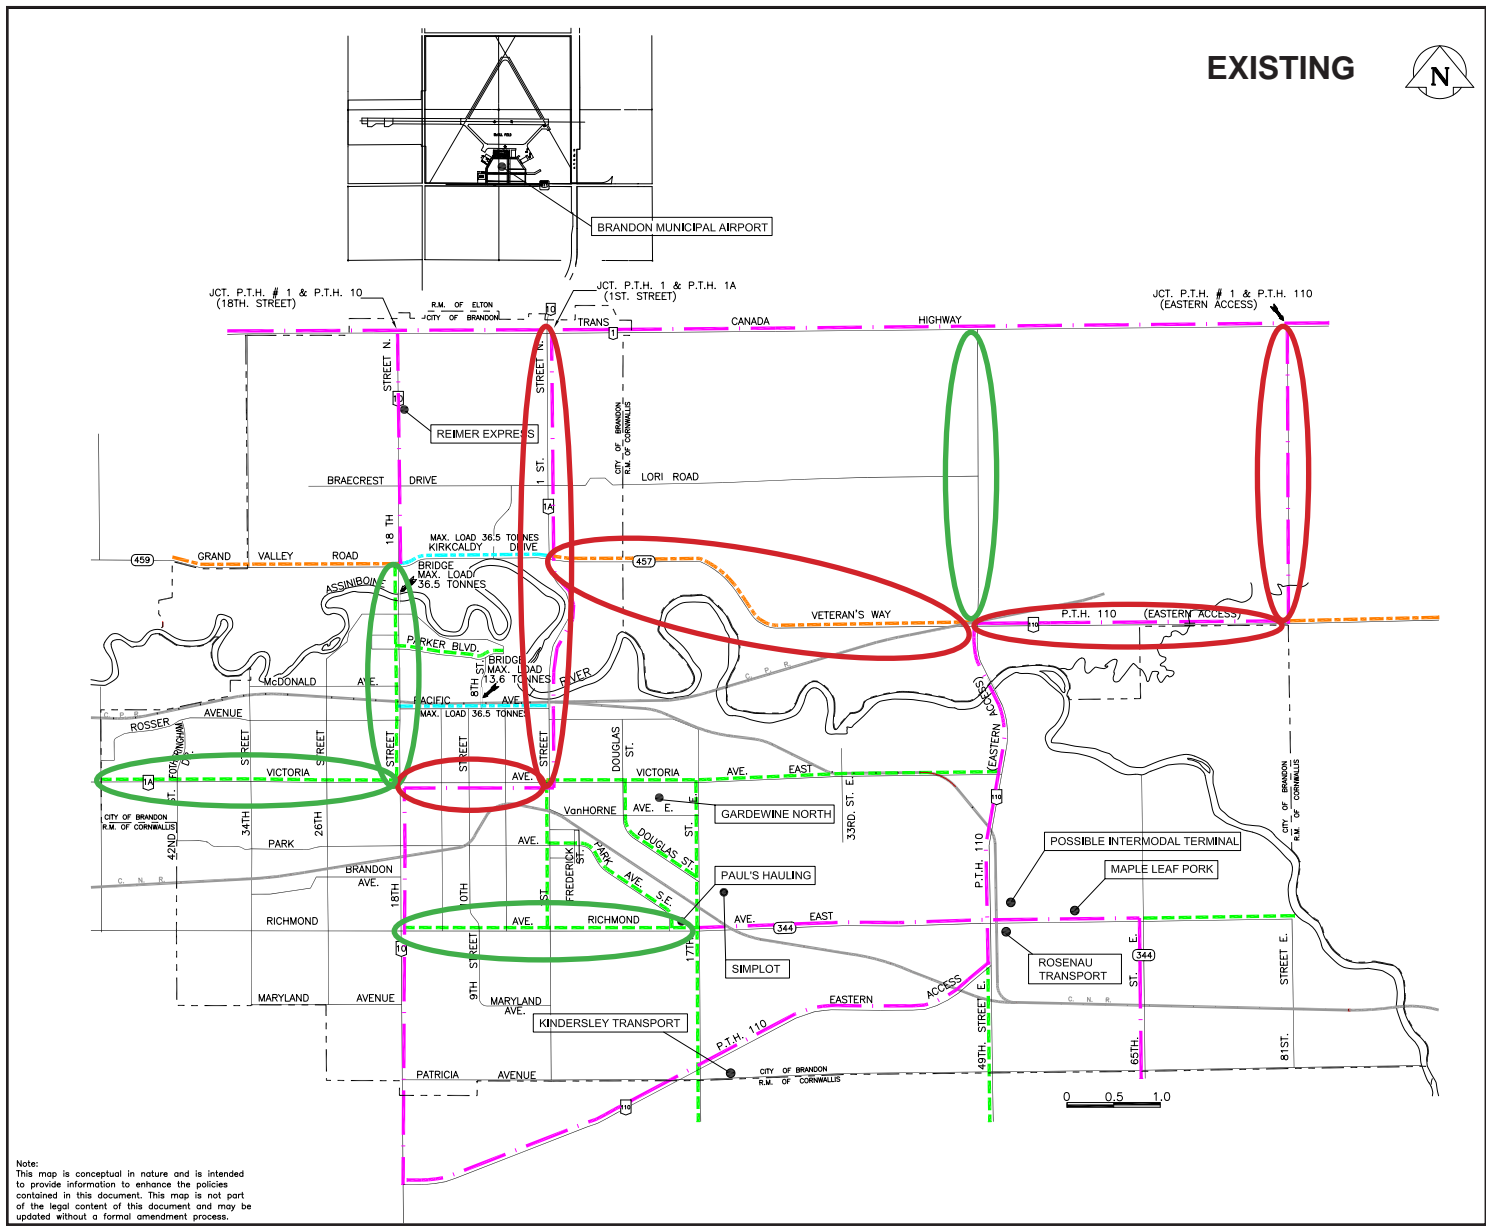 EXISTING
N
BRANDON MUNICIPAL AIRPORT
JCT. P.T.H. # 1 & P.T.H. 10
(18TH. STREET)
R.M. OF ELTON
CITY OF BRANDON
10
JCT. P.T.H. 1 & P.T.H. 1A
(1ST. STREET)
JCT. P.T.H. # 1 & P.T.H. 110
(EASTERN ACCESS)
TRANS
1
CANADA
HIGHWAY
STREET N.
STREET N.
10
REIMER EXPRESS
CITY OF BRANDON
R.M. OF CORNWALLIS
BRAECREST DRIVE
1 ST.
LORI ROAD
1A
18 TH
MAX. LOAD 36.5 TONNES
KIRKCALDY DRIVE
459
GRAND VALLEY ROAD
457
BRIDGE
MAX. LOAD
36.5 TONNES
ASSINIBOINE
VETERAN'S WAY
P.T.H. 110 (EASTERN ACCESS)
110
PARKER BLVD.
BRIDGE
MAX. LOAD
13.6 TONNES
8TH ST.
RIVER
C. P. R.
McDONALD AVE.
PACIFIC AVE.
MAX. LOAD 36.5 TONNES
C. P. R.
ROSSER AVENUE
FOTHERINGHAM
DR.
STREET
STREET
STREET
STREET
STREET
DOUGLAS
ST.
(EASTERN ACCESS)
1A
VICTORIA
AVE.
VICTORIA AVE. EAST
110
CITY OF BRANDON
R.M. OF CORNWALLIS
42ND ST.
34TH
26TH
VanHORNE AVE. E.
GARDEWINE NORTH
ST. E.
33RD. ST. E.
CITY OF BRANDON
R.M. OF CORNWALLIS
PARK
AVE.
FREDERICK
ST.
PARK AVE. S.E.
DOUGLAS ST.
P.T.H. 110
POSSIBLE INTERMODAL TERMINAL
MAPLE LEAF PORK
BRANDON
AVE.
C. N. R.
18TH
10TH
ST.
PAUL'S HAULING
RICHMOND
AVE.
RICHMOND
AVE. EAST
344
10
9TH STREET
17TH
SIMPLOT
ROSENAU
TRANSPORT
ST. E.
344
STREET E.
MARYLAND AVENUE
MARYLAND
AVE.
EASTERN ACCESS
C. N. R.
KINDERSLEY TRANSPORT
P.T.H. 110
49TH. STREET E.
65TH.
81ST.
PATRICIA AVENUE
CITY OF BRANDON
R.M. OF CORNWALLIS
110
0 0.5 1.0
Note:
This map is conceptual in nature and is intended
to provide information to enhance the policies
contained in this document. This map is not part
of the legal content of this document and may be
updated without a formal amendment process.